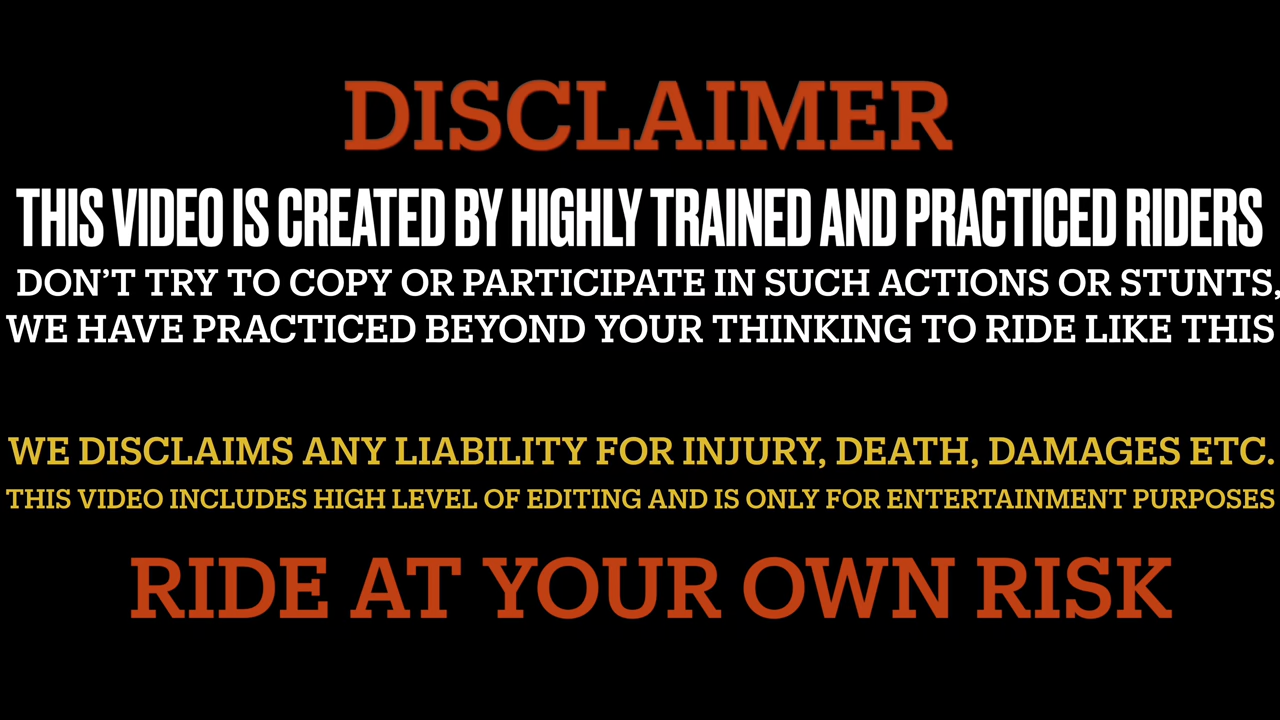 DISCLAIMER
THIS VIDEO IS CREATED BY HIGHLY TRAINED AND PRACTICED RIDERS
DON'T TRY TO COPY OR PARTICIPATE IN SUCH ACTIONS OR STUNTS,
WE HAVE PRACTICED BEYOND YOUR THINKING TO RIDE LIKE THIS
WE DISCLAIMS ANY LIABILITY FOR INJURY, DEATH, DAMAGES ETC.
THIS VIDEO INCLUDES HIGH LEVEL OF EDITING AND IS ONLY FOR ENTERTAINMENT PURPOSES
RIDE AT YOUR OWN RISK